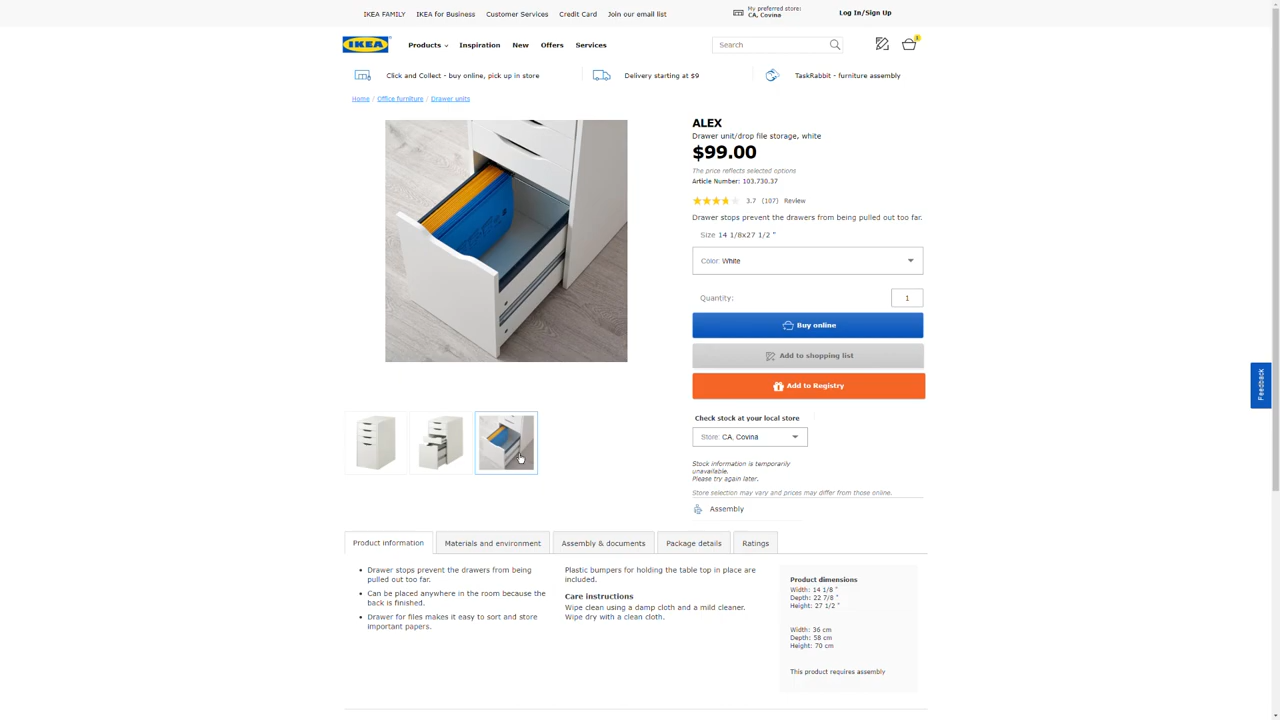 IKEA FAMILY IKEA for Business Customer Services Credit Card Join our email list
My preferred store:
CA, Covina
Log In/Sign Up
IKEA
Products Inspiration New Offers Services
Search
Click and Collect - buy online, pick up in store
Delivery starting at $9
TaskRabbit - furniture assembly
Home / Office furniture / Drawer units
ALEX
Drawer unit/drop file storage, white
$99.00
The price reflects selected options
Article Number: 103.730.37
3.7 (107) Review
Drawer stops prevent the drawers from being pulled out too far.
Size 14 1/8x27 1/2 "
Color: White
Quantity: 1
Buy online
Add to shopping list
Add to Registry
Check stock at your local store
Store: CA, Covina
Stock information is temporarily
unavailable.
Please try again later.
Store selection may vary and prices may differ from those online.
Assembly
Feedback
Product information Materials and environment Assembly & documents Package details Ratings
• Drawer stops prevent the drawers from being
pulled out too far.
• Can be placed anywhere in the room because the
back is finished.
• Drawer for files makes it easy to sort and store
important papers.
Plastic bumpers for holding the table top in place are
included.
Care instructions
Wipe clean using a damp cloth and a mild cleaner.
Wipe dry with a clean cloth.
Product dimensions
Width: 14 1/8 "
Depth: 22 7/8 "
Height: 27 1/2 "
Width: 36 cm
Depth: 58 cm
Height: 70 cm
This product requires assembly